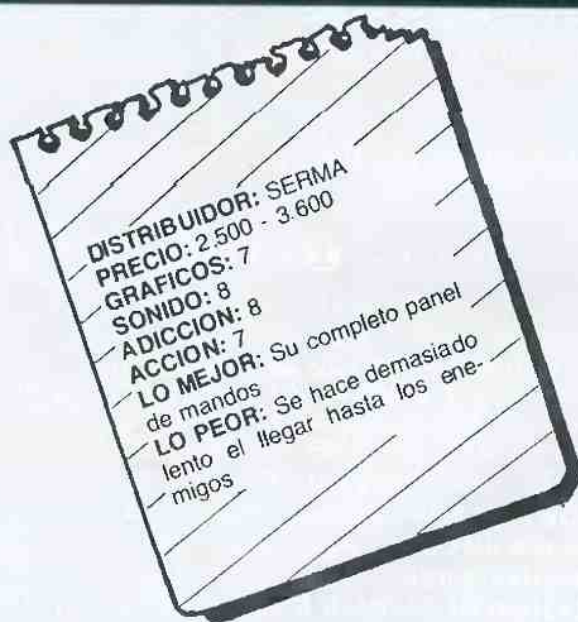 DISTRIBUIDOR: SERMA
PRECIO: 2.500 - 3.600
GRAFICOS: 7
SONIDO: 8
ADICCION: 8
ACCION: 7
LO MEJOR: Su completo panel
de mandos
LO PEOR: Se hace demasiado
lento el llegar hasta los ene-
migos